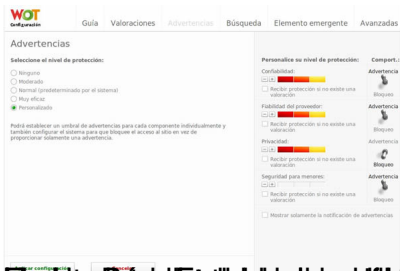 WOT
Configuración
Guía Valoraciones Advertencias Búsqueda Elemento emergente Avanzadas
Advertencias
Seleccione el nivel de protección:
Ninguno
Moderado
Normal (predeterminado por el sistema)
Muy eficaz
Personalizado
Podrá establecer un umbral de advertencias para cada componente individualmente y
también configurar el sistema para que bloquee el acceso al sitio en vez de
proporcionar solamente una advertencia.
Personalice su nivel de protección: Comport.:
Confiabilidad: Advertencia
Recibir protección si no existe una
valoración
Bloqueo
Fiabilidad del proveedor: Advertencia
Recibir protección si no existe una
valoración
Bloqueo
Privacidad: Advertencia
Recibir protección si no existe una
valoración
Bloqueo
Seguridad para menores: Advertencia
Recibir protección si no existe una
valoración
Bloqueo
Mostrar solamente la notificación de advertencias
configuración